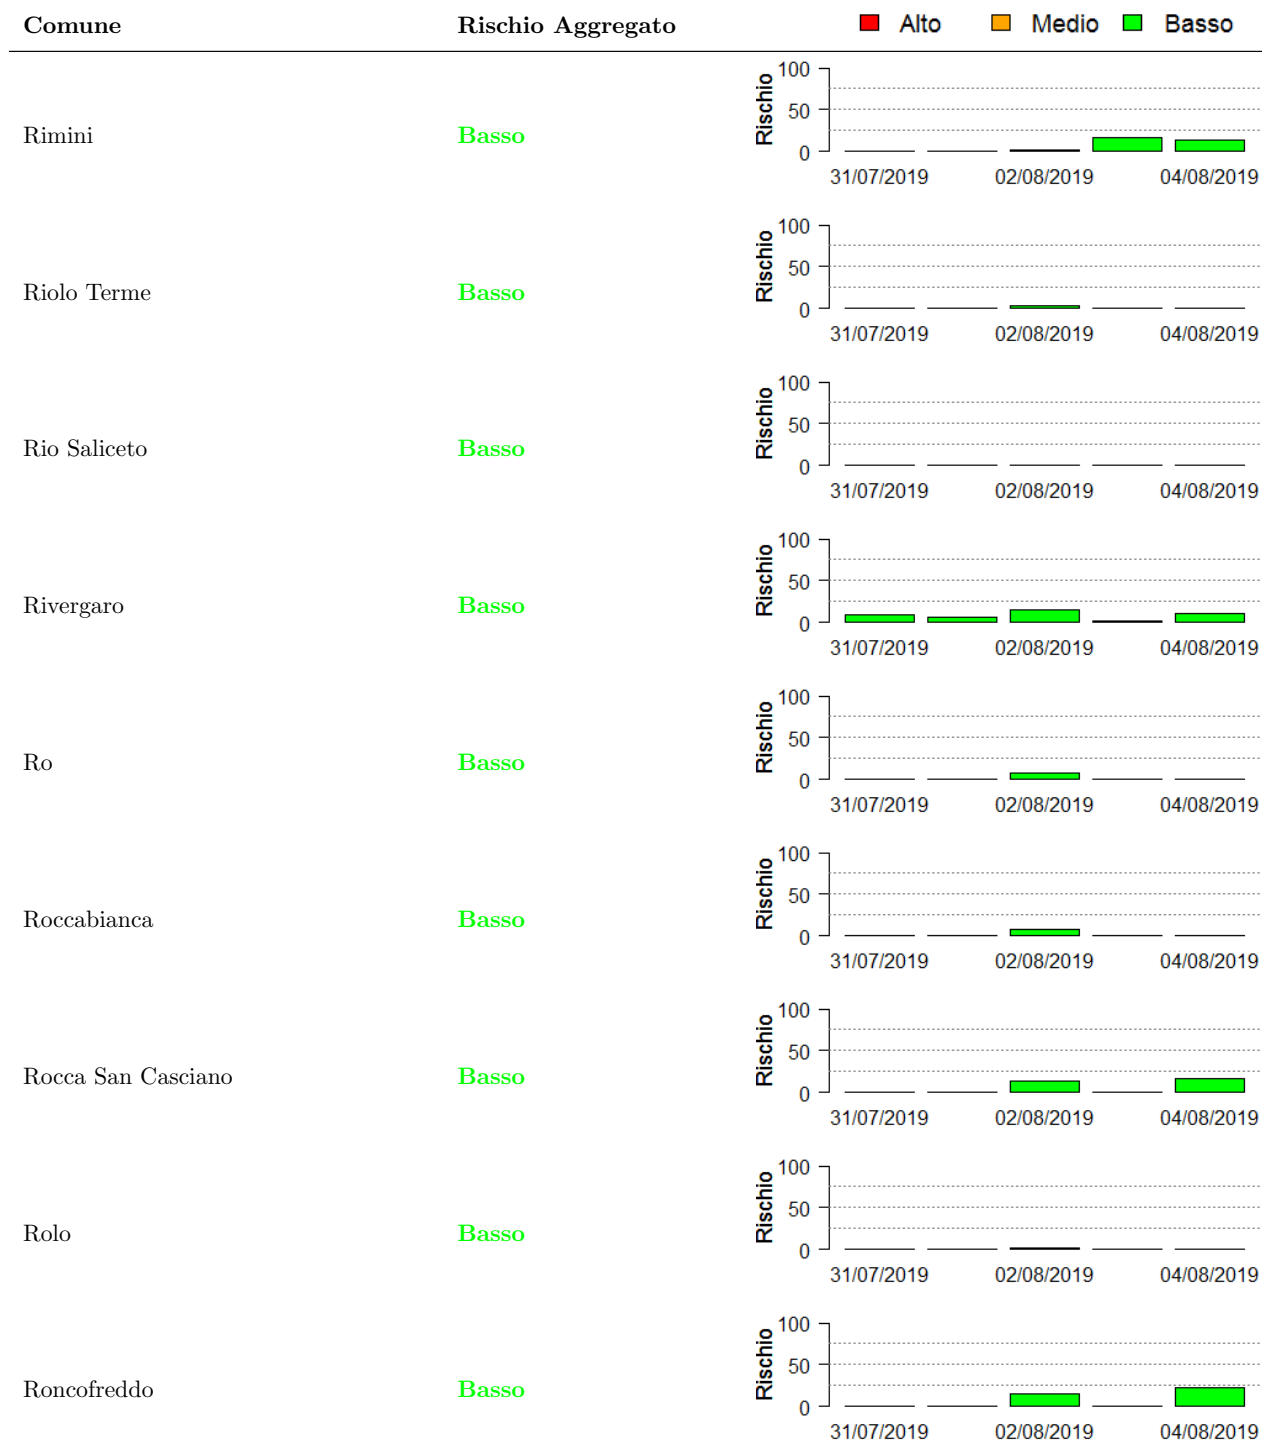 Comune Rischio Aggregato Alto Medio Basso
100
50
0
Rischio
Rimini Basso
31/07/2019 02/08/2019 04/08/2019
100
50
0
Rischio
Riolo Terme Basso
31/07/2019 02/08/2019 04/08/2019
100
50
0
Rischio
Rio Saliceto Basso
31/07/2019 02/08/2019 04/08/2019
100
50
0
Rischio
Rivergaro Basso
31/07/2019 02/08/2019 04/08/2019
100
50
0
Rischio
Ro Basso
31/07/2019 02/08/2019 04/08/2019
100
50
0
Rischio
Roccabianca Basso
31/07/2019 02/08/2019 04/08/2019
100
50
0
Rischio
Rocca San Casciano Basso
31/07/2019 02/08/2019 04/08/2019
100
50
0
Rischio
Rolo Basso
31/07/2019 02/08/2019 04/08/2019
100
50
0
Rischio
Roncofreddo Basso
31/07/2019 02/08/2019 04/08/2019